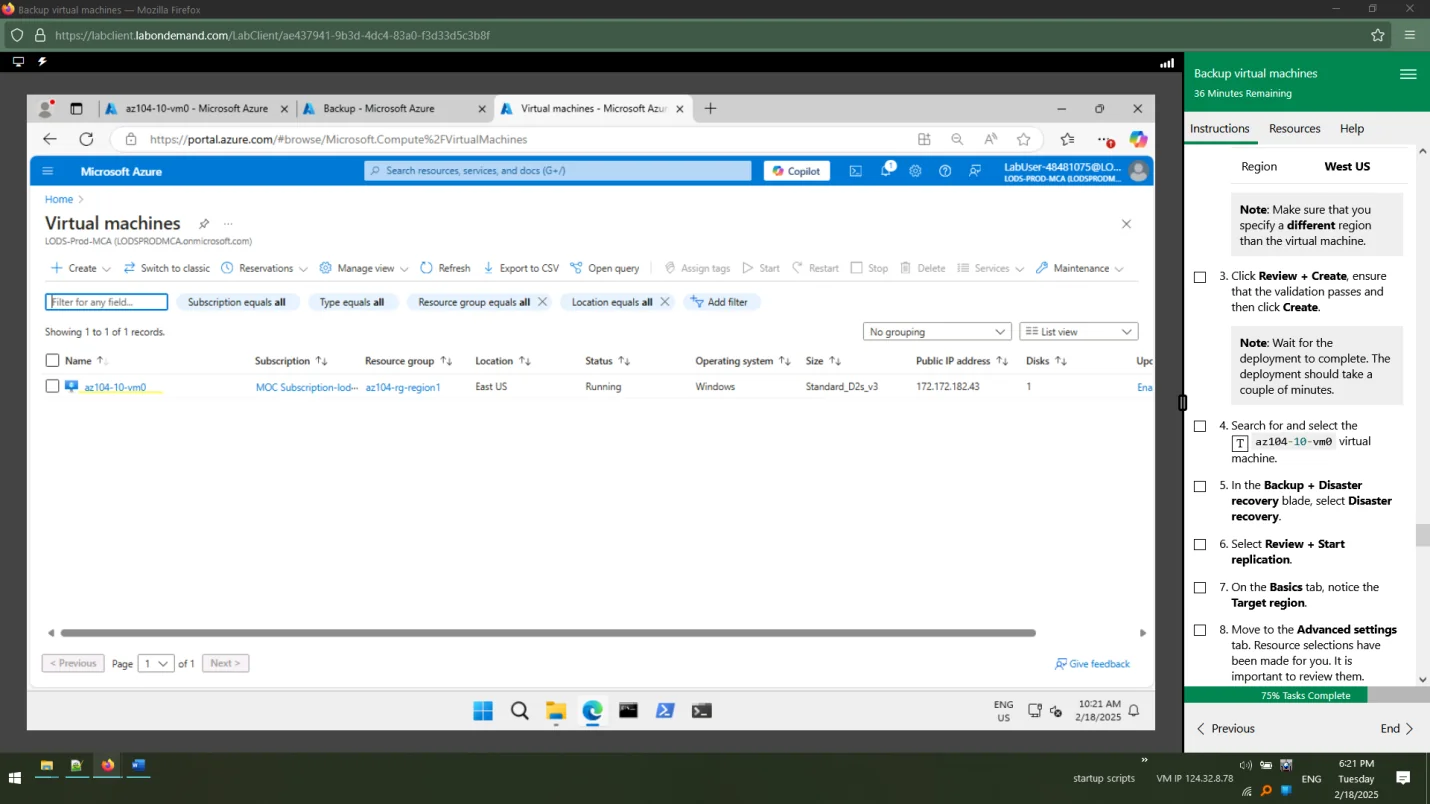 Backup virtual machines — Mozilla Firefox
https://labclient.labondemand.com/LabClient/ae437941-9b3d-4dc4-83a0-f3d33d5c3b8f
az104-10-vm0 - Microsoft Azure
Backup - Microsoft Azure
Virtual machines - Microsoft Azur
https://portal.azure.com/#browse/Microsoft.Compute%2FVirtualMachines
Microsoft Azure
Search resources, services, and docs (G+/)
Copilot
1
LabUser-48481075@LO...
LODS-PROD-MCA (LODSPRODM...
Home >
Virtual machines
LODS-Prod-MCA (LODSPRODMCA.onmicrosoft.com)
Create
Switch to classic
Reservations
Manage view
Refresh
Export to CSV
Open query
Assign tags
Start
Restart
Stop
Delete
Services
Maintenance
Filter for any field...
Subscription equals all
Type equals all
Resource group equals all
Location equals all
Add filter
Showing 1 to 1 of 1 records.
No grouping
List view
Name
Subscription
Resource group
Location
Status
Operating system
Size
Public IP address
Disks
Upc
az104-10-vm0
MOC Subscription-lod---
az104-rg-region1
East US
Running
Windows
Standard_D2s_v3
172.172.182.43
1
Ena
< Previous
Page 1 of 1
Next >
Give feedback
ENG
US
10:21 AM
2/18/2025
Backup virtual machines
36 Minutes Remaining
Instructions
Resources
Help
Region
West US
Note: Make sure that you
specify a different region
than the virtual machine.
3. Click Review + Create, ensure
that the validation passes and
then click Create.
Note: Wait for the
deployment to complete. The
deployment should take a
couple of minutes.
4. Search for and select the
T az104-10-vm0 virtual
machine.
5. In the Backup + Disaster
recovery blade, select Disaster
recovery.
6. Select Review + Start
replication.
7. On the Basics tab, notice the
Target region.
8. Move to the Advanced settings
tab. Resource selections have
been made for you. It is
important to review them.
75% Tasks Complete
Previous
End
startup scripts
VM IP 124.32.8.78
ENG
6:21 PM
Tuesday
2/18/2025